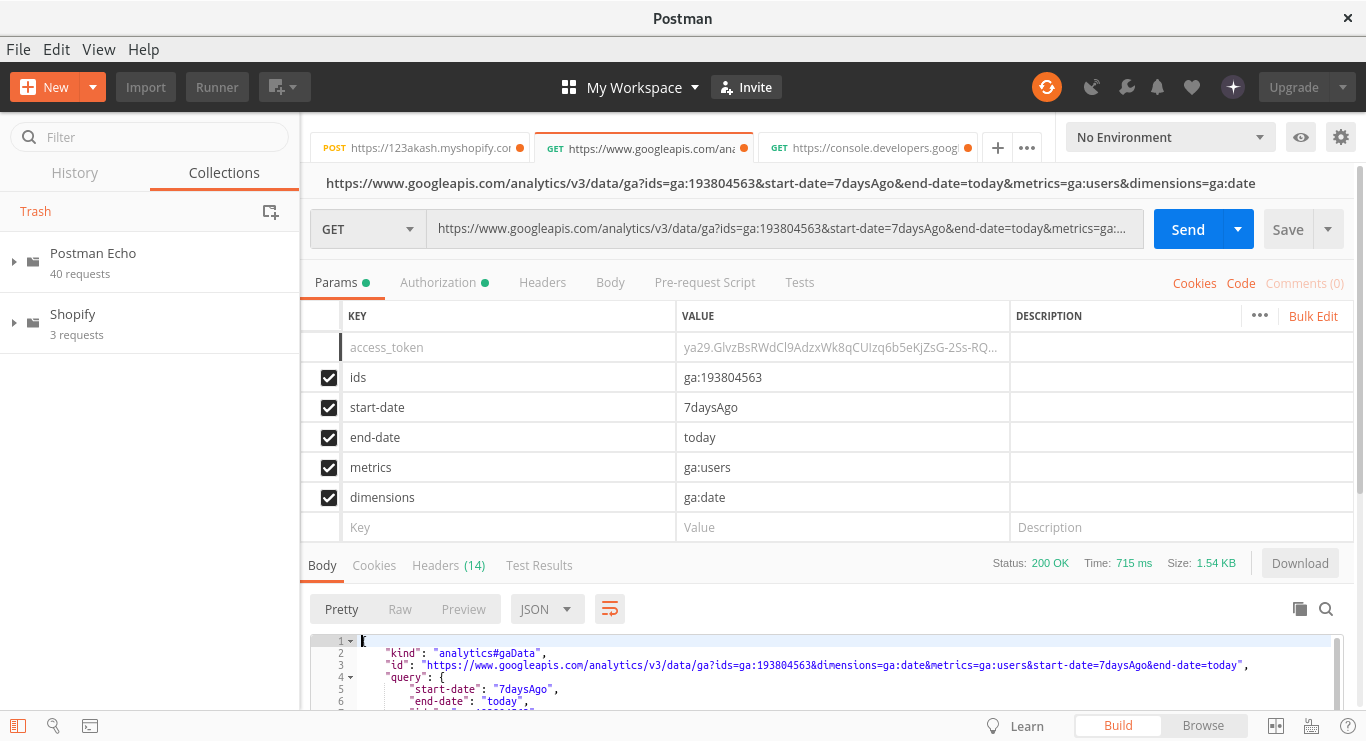 Postman
File Edit View Help
New Import Runner My Workspace Invite Upgrade
Filter
History Collections
Trash
Postman Echo
40 requests
Shopify
3 requests
POST https://123akash.myshopify.cor GET https://www.googleapis.com/ana GET https://console.developers.googl
No Environment
https://www.googleapis.com/analytics/v3/data/ga?ids=ga:193804563&start-date=7daysAgo&end-date=today&metrics=ga:users&dimensions=ga:date
GET https://www.googleapis.com/analytics/v3/data/ga?ids=ga:193804563&start-date=7daysAgo&end-date=today&metrics=ga:... Send Save
Params Authorization Headers Body Pre-request Script Tests Cookies Code Comments (0)
KEY VALUE DESCRIPTION ••• Bulk Edit
access_token ya29.GlvzBsRWdCl9AdzxWk8qCUIzq6b5eKjZsG-2Ss-RQ...
ids ga:193804563
start-date 7daysAgo
end-date today
metrics ga:users
dimensions ga:date
Key Value Description
Body Cookies Headers (14) Test Results Status: 200 OK Time: 715 ms Size: 1.54 KB Download
Pretty Raw Preview JSON
1 {
2 "kind": "analytics#gaData",
3 "id": "https://www.googleapis.com/analytics/v3/data/ga?ids=ga:193804563&dimensions=ga:date&metrics=ga:users&start-date=7daysAgo&end-date=today",
4 "query": {
5 "start-date": "7daysAgo",
6 "end-date": "today",
Learn Build Browse